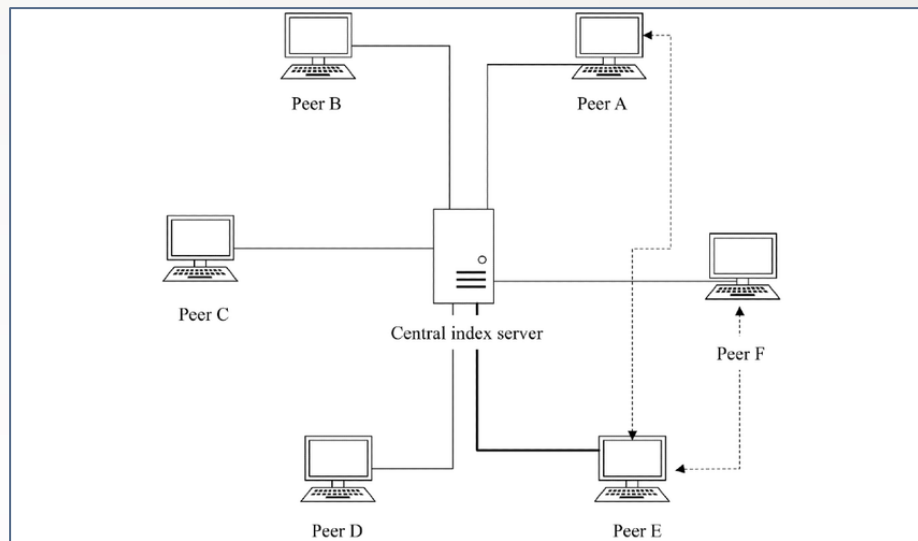 Peer B
Peer A
Peer C
Central index server
Peer F
Peer D
Peer E